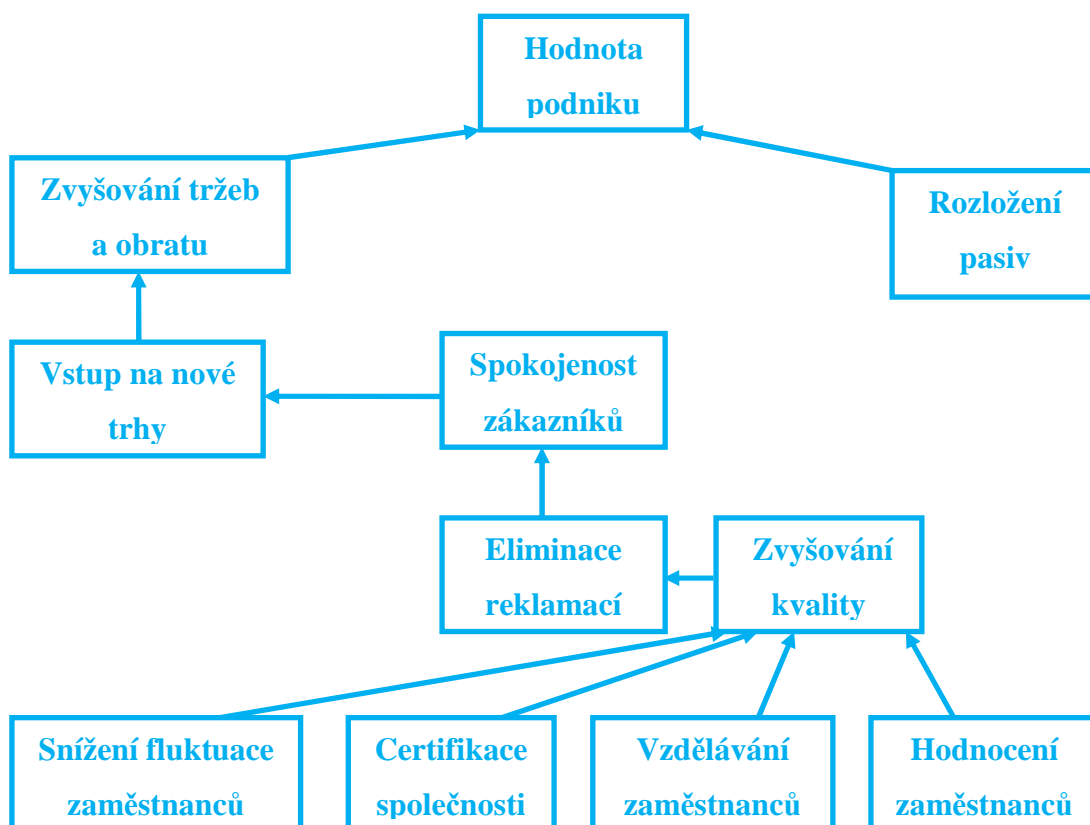 Hodnota
podniku
Zvyšování tržeb
a obratu
Rozložení
pasiv
Vstup na nové
trhy
Spokojenost
zákazníků
Eliminace
reklamací
Zvyšování
kvality
Snížení fluktuace
zaměstnanců
Certifikace
společnosti
Vzdělávání
zaměstnanců
Hodnocení
zaměstnanců